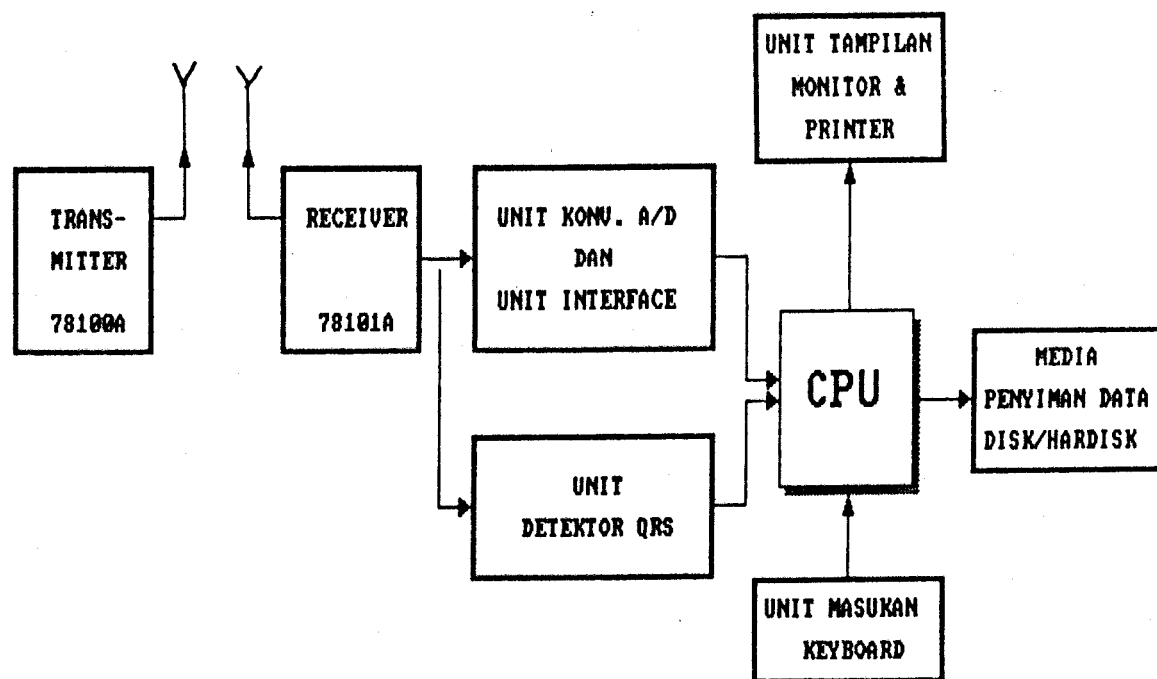 UNIT TAMPILAN
MONITOR &
PRINTER
TRANS-
MITTER
78100A
RECEIVER
78101A
UNIT KONV. A/D
DAN
UNIT INTERFACE
UNIT
DETEKTOR QRS
CPU
MEDIA
PENYIMAN DATA
DISK/HARDISK
UNIT MASUKAN
KEYBOARD